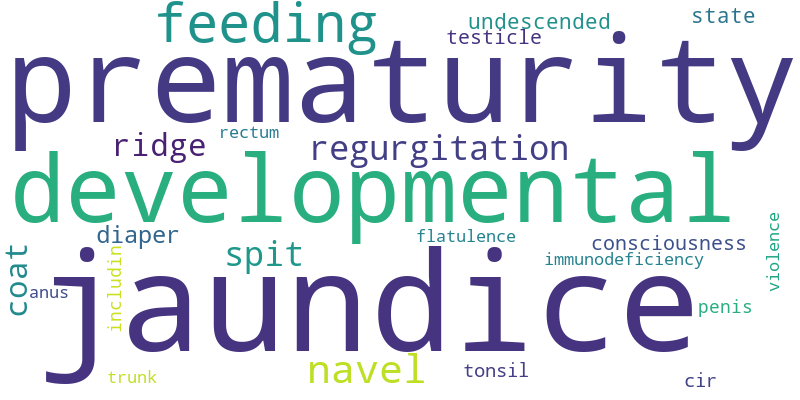 feeding
undescended
state
testicle
prematurity
rectum
ridge
regurgitation
developmental
diaper
flatulence
consciousness
spit
immunodeficiency
violence
coat
includin
anus
jaundice
penis
navel
tonsil
trunk
cir